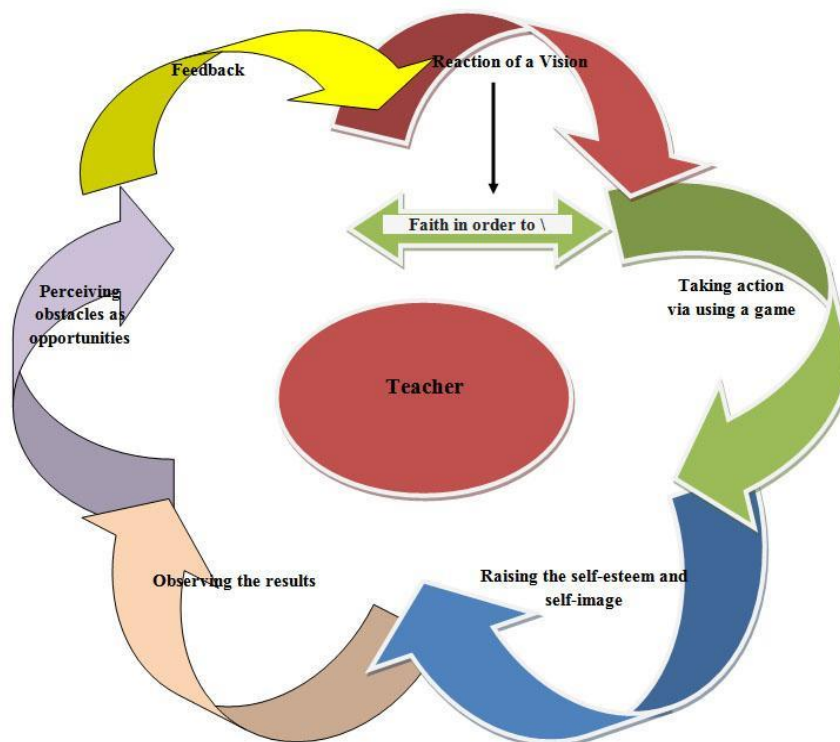 Feedback
Reaction of a Vision
Faith in order to \
Taking action
via using a game
Perceiving
obstacles as
opportunities
Teacher
Raising the self-esteem and
self-image
Observing the results